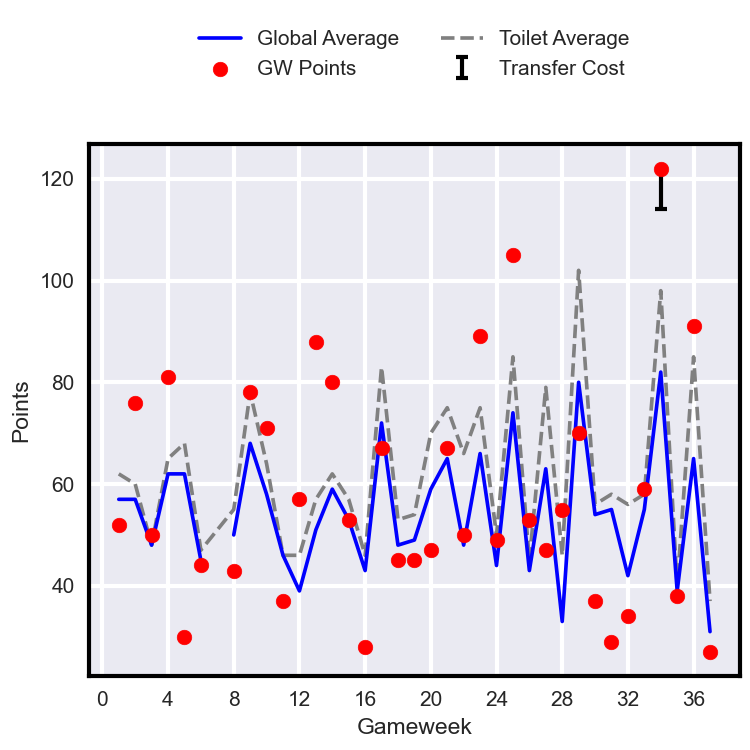 Global Average
Toilet Average
GW Points
Transfer Cost
120
100
80
60
40
Points
0 4 8 12 16 20 24 28 32 36
Gameweek